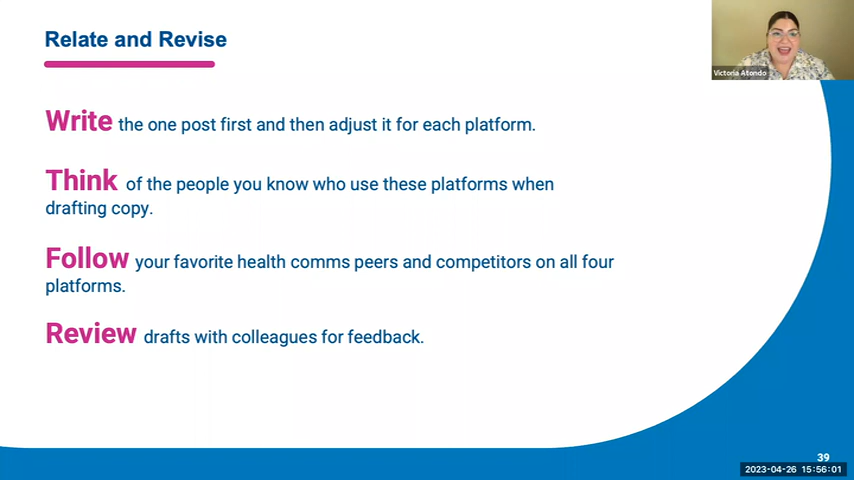 Relate and Revise
Victoria Atondo
Write the one post first and then adjust it for each platform.
Think of the people you know who use these platforms when
drafting copy.
Follow your favorite health comms peers and competitors on all four
platforms.
Review drafts with colleagues for feedback.
39
2023-04-26 15:56:01